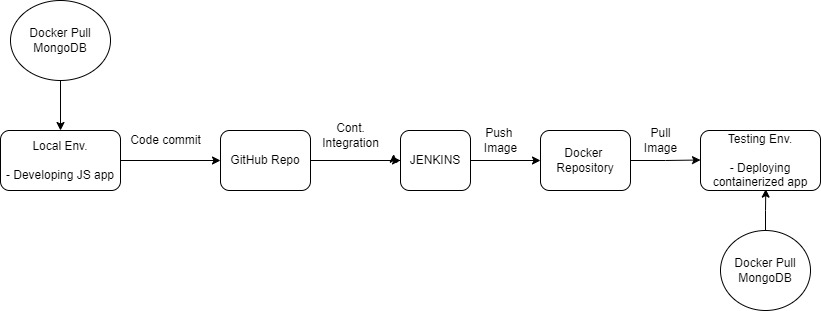 Docker Pull
MongoDB
Local Env.
- Developing JS app
Code commit
GitHub Repo
Cont.
Integration
JENKINS
Push
Image
Docker
Repository
Pull
Image
Testing Env.
- Deploying
containerized app
Docker Pull
MongoDB